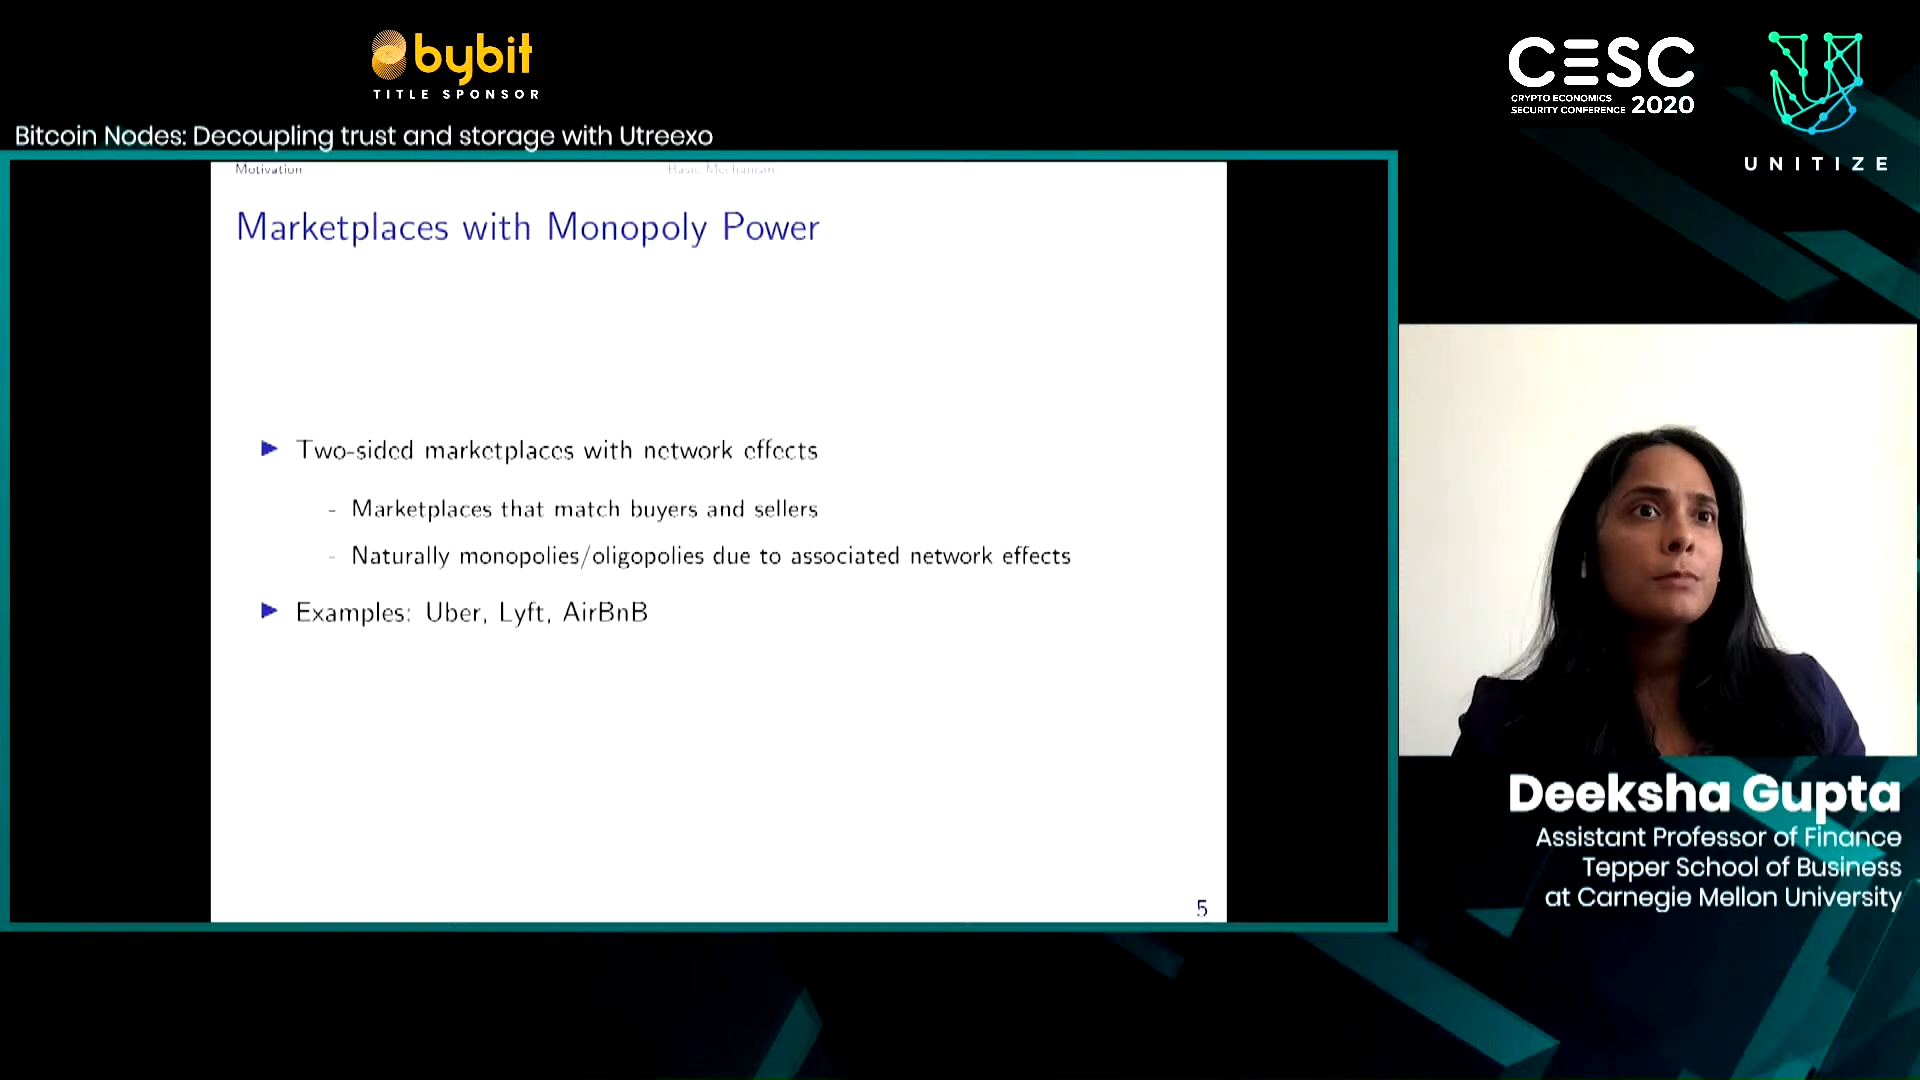 bybit
TITLE SPONSOR
CESC
CRYPTO ECONOMICS
SECURITY CONFERENCE 2020
UNITIZE
Bitcoin Nodes: Decoupling trust and storage with Utreexo
Motivation
Basic Mechanism
Marketplaces with Monopoly Power
▶ Two-sided marketplaces with network effects
- Marketplaces that match buyers and sellers
- Naturally monopolies/oligopolies due to associated network effects
▶ Examples: Uber, Lyft, AirBnB
5
Deeksha Gupta
Assistant Professor of Finance
Tepper School of Business
at Carnegie Mellon University